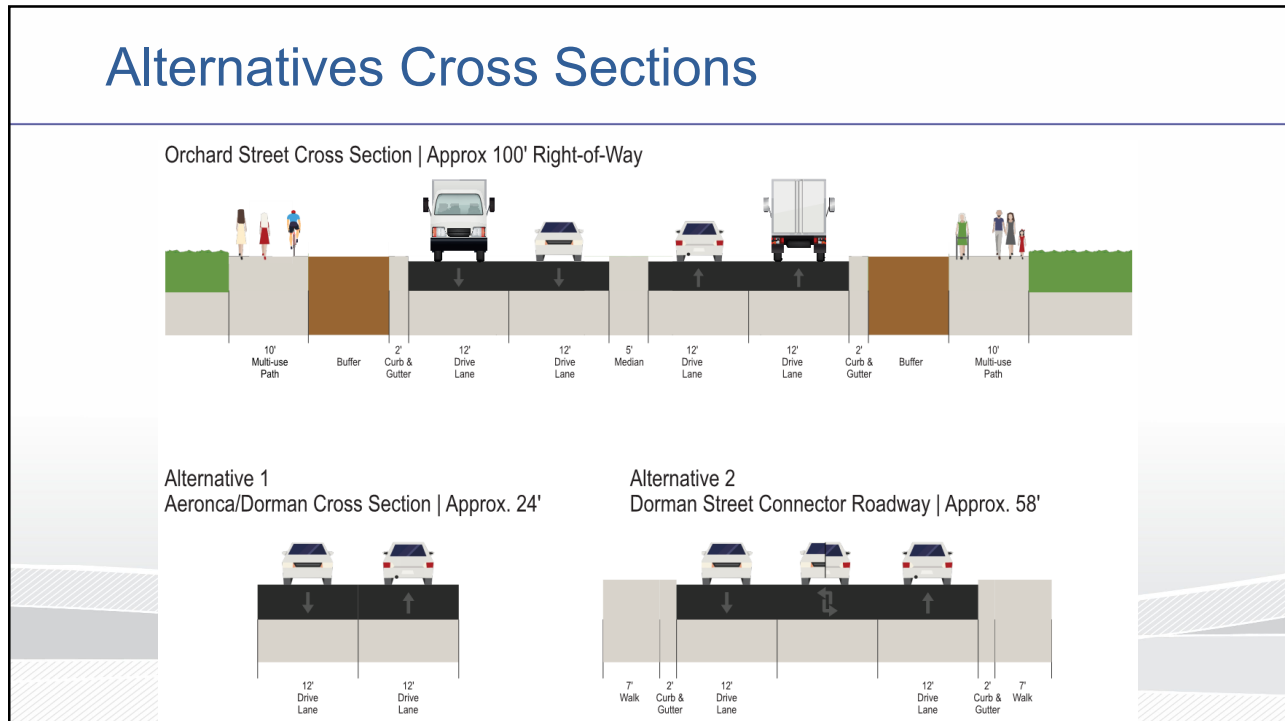 Alternatives Cross Sections
Orchard Street Cross Section | Approx 100' Right-of-Way
10'
Multi-use
Path
Buffer
2'
Curb &
Gutter
12'
Drive
Lane
12'
Drive
Lane
5'
Median
12'
Drive
Lane
12'
Drive
Lane
2'
Curb &
Gutter
Buffer
10'
Multi-use
Path
Alternative 1
Aeronca/Dorman Cross Section | Approx. 24'
12'
Drive
Lane
12'
Drive
Lane
Alternative 2
Dorman Street Connector Roadway | Approx. 58'
7'
Walk
2'
Curb &
Gutter
12'
Drive
Lane
12'
Drive
Lane
2'
Curb &
Gutter
7'
Walk